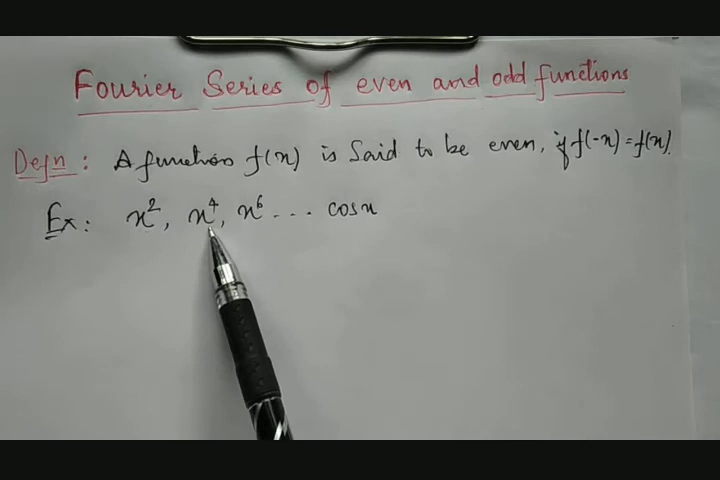 Fourier Series of even and odd functions
Defn: A function f(x) is Said to be even, if f(-x) = f(x).
Ex: x², x⁴, x⁶ ... cosx